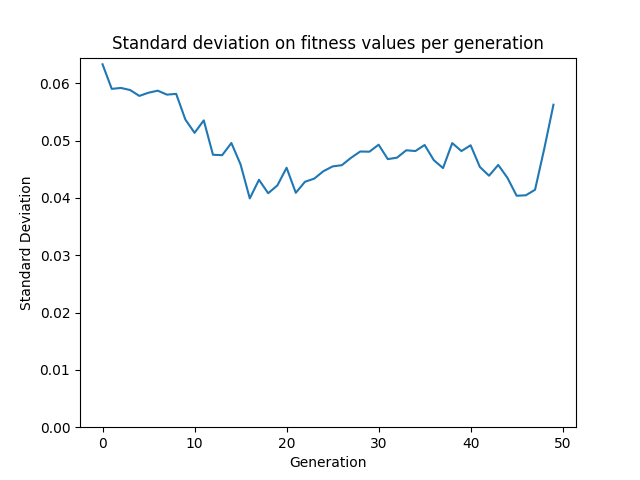 Standard deviation on fitness values per generation
0.06
0.05
0.04
0.03
0.02
0.01
0.00
Standard Deviation
0 10 20 30 40 50
Generation